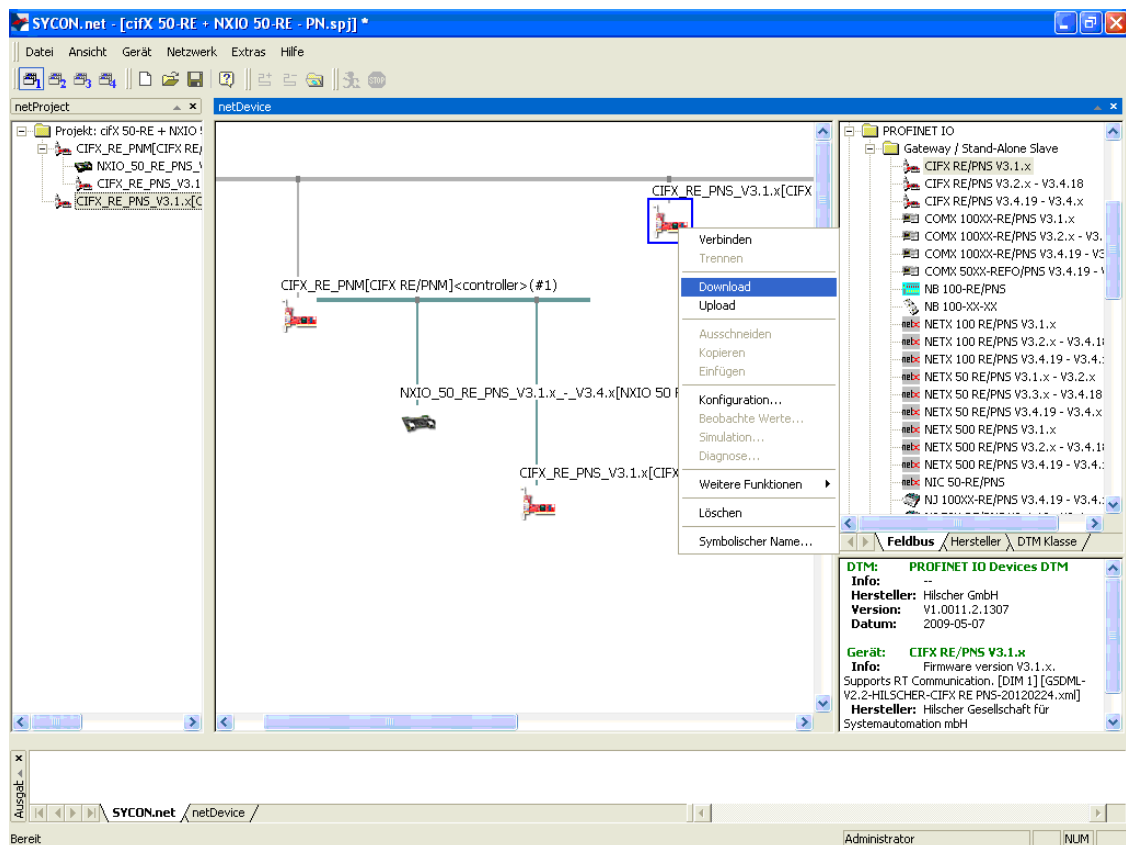 SYCON.net - [cifX 50-RE + NXIO 50-RE - PN.spj] *
Datei Ansicht Gerät Netzwerk Extras Hilfe
1 2 3 4 STOP
netProject
netDevice
Projekt: cifX 50-RE + NXIO
CIFX_RE_PNM[CIFX RE/
NXIO_50_RE_PNS_
CIFX_RE_PNS_V3.1
CIFX_RE_PNS_V3.1.x[C
CIFX_RE_PNS_V3.1.x[CIFX
CIFX_RE_PNM[CIFX RE/PNM]<controller>(#1)
NXIO_50_RE_PNS_V3.1.x_-_V3.4.x[NXIO 50 R
CIFX_RE_PNS_V3.1.x[CIFX
Verbinden
Trennen
Download
Upload
Ausschneiden
Kopieren
Einfügen
Konfiguration...
Beobachte Werte...
Simulation...
Diagnose...
Weitere Funktionen
Löschen
Symbolischer Name...
PROFINET IO
Gateway / Stand-Alone Slave
CIFX RE/PNS V3.1.x
CIFX RE/PNS V3.2.x - V3.4.18
CIFX RE/PNS V3.4.19 - V3.4.x
COMX 100XX-RE/PNS V3.1.x
COMX 100XX-RE/PNS V3.2.x - V3.
COMX 100XX-RE/PNS V3.4.19 - V3
COMX 50XX-REFO/PNS V3.4.19 - V
NB 100-RE/PNS
NB 100-XX-XX
NETX 100 RE/PNS V3.1.x
NETX 100 RE/PNS V3.2.x - V3.4.1
NETX 100 RE/PNS V3.4.19 - V3.4.
NETX 50 RE/PNS V3.1.x - V3.2.x
NETX 50 RE/PNS V3.3.x - V3.4.18
NETX 50 RE/PNS V3.4.19 - V3.4.x
NETX 500 RE/PNS V3.1.x
NETX 500 RE/PNS V3.2.x - V3.4.1
NETX 500 RE/PNS V3.4.19 - V3.4.
NIC 50-RE/PNS
NJ 100XX-RE/PNS V3.4.19 - V3.4.
Feldbus Hersteller DTM Klasse
DTM: PROFINET IO Devices DTM
Info: --
Hersteller: Hilscher GmbH
Version: V1.0011.2.1307
Datum: 2009-05-07
Gerät: CIFX RE/PNS V3.1.x
Info: Firmware version V3.1.x.
Supports RT Communication. [DIM 1] [GSDML-
V2.2-HILSCHER-CIFX RE PNS-20120224.xml]
Hersteller: Hilscher Gesellschaft für
Systemautomation mbH
Ausgat
SYCON.net netDevice
Bereit
Administrator
NUM